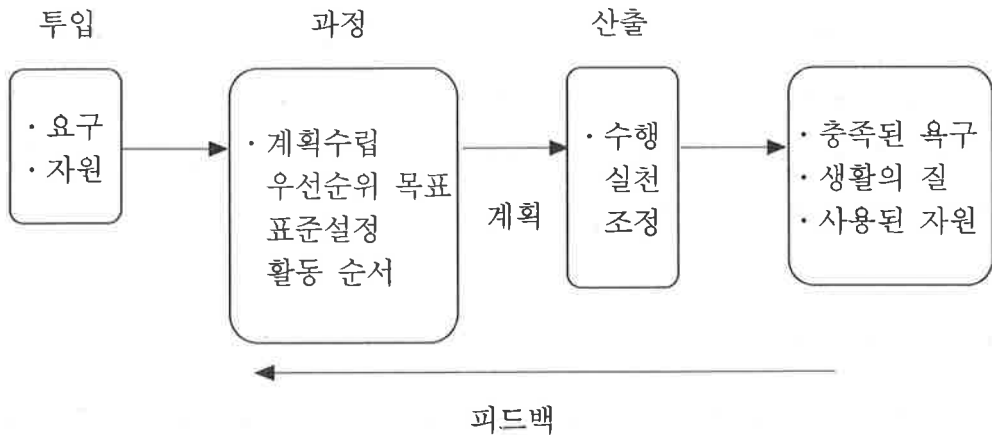 투입 과정 산출
· 요구
· 자원
· 계획수립
우선순위 목표
표준설정
활동 순서
계획
· 수행
실천
조정
· 충족된 욕구
· 생활의 질
· 사용된 자원
피드백